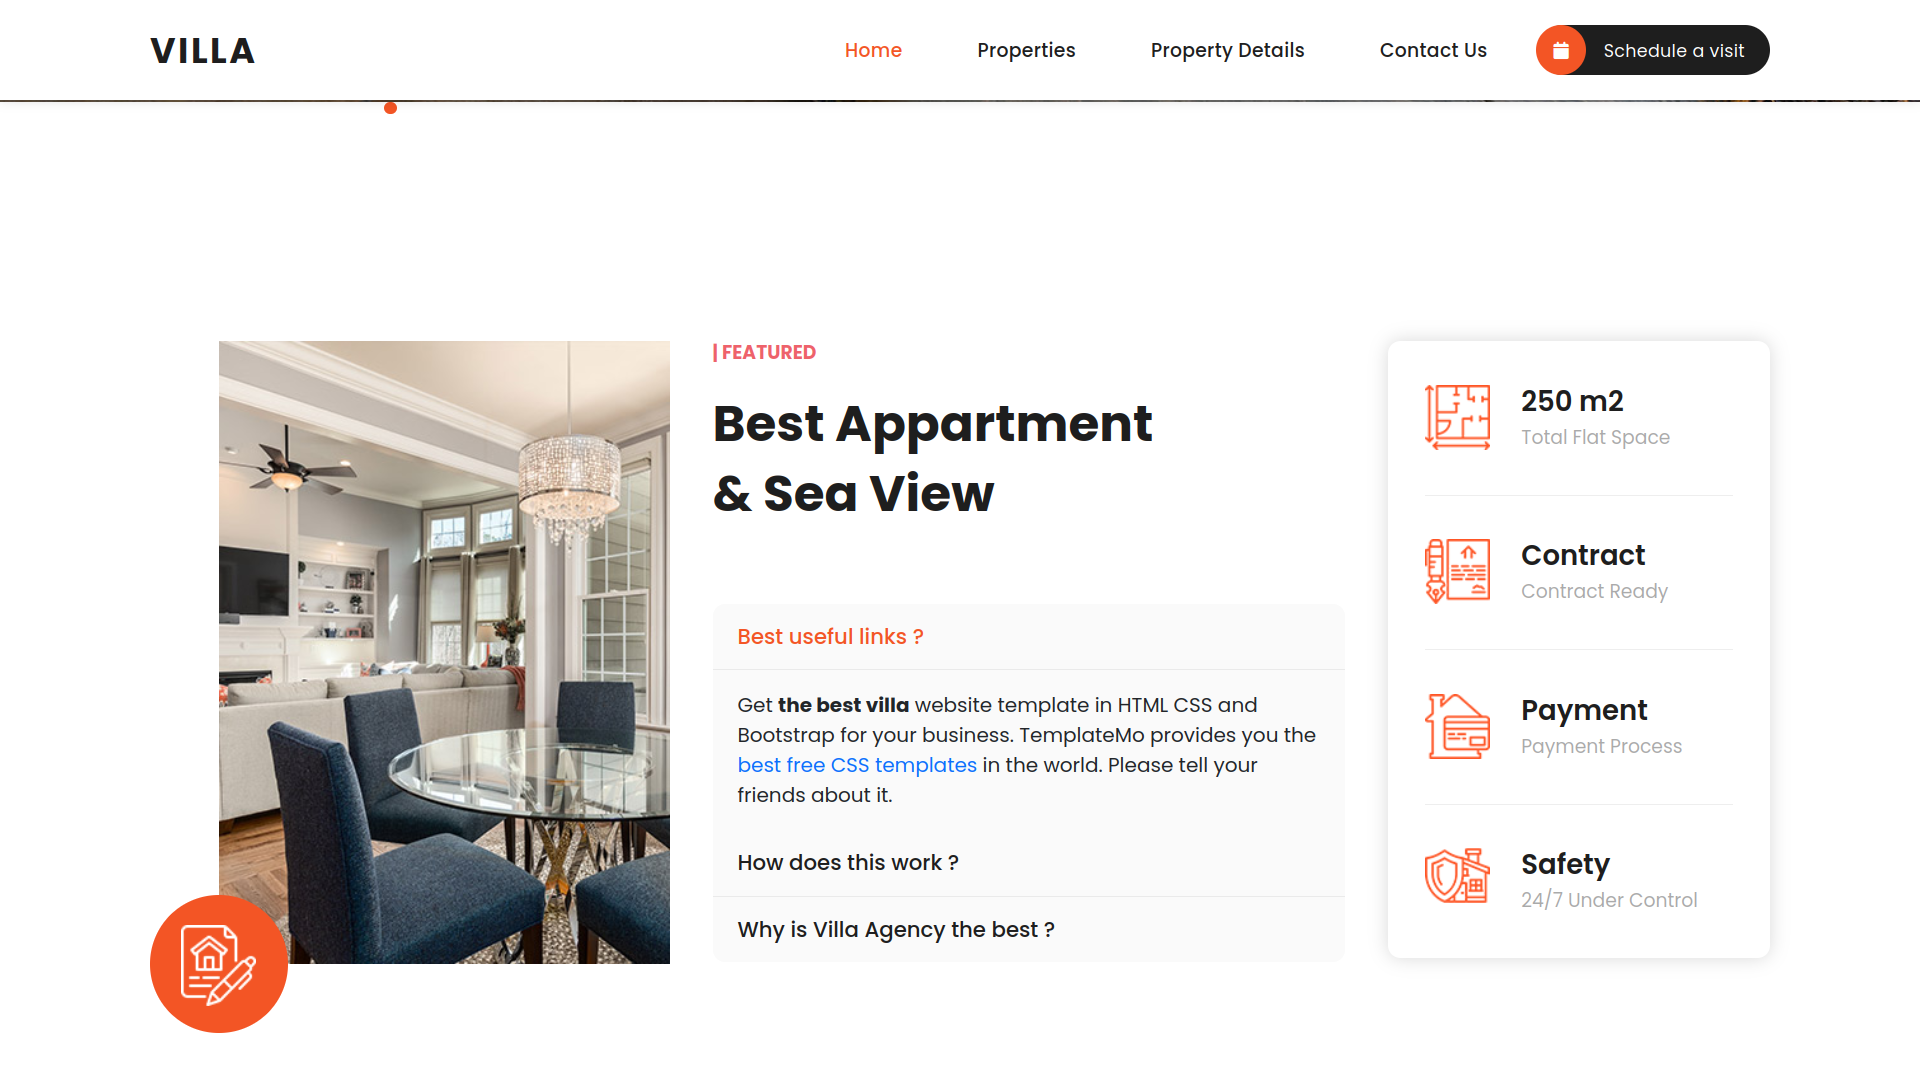 VILLA
Home
Properties
Property Details
Contact Us
Schedule a visit
| FEATURED
Best Appartment
& Sea View
Best useful links ?
Get the best villa website template in HTML CSS and
Bootstrap for your business. TemplateMo provides you the
best free CSS templates in the world. Please tell your
friends about it.
How does this work ?
Why is Villa Agency the best ?
250 m2
Total Flat Space
Contract
Contract Ready
Payment
Payment Process
Safety
24/7 Under Control